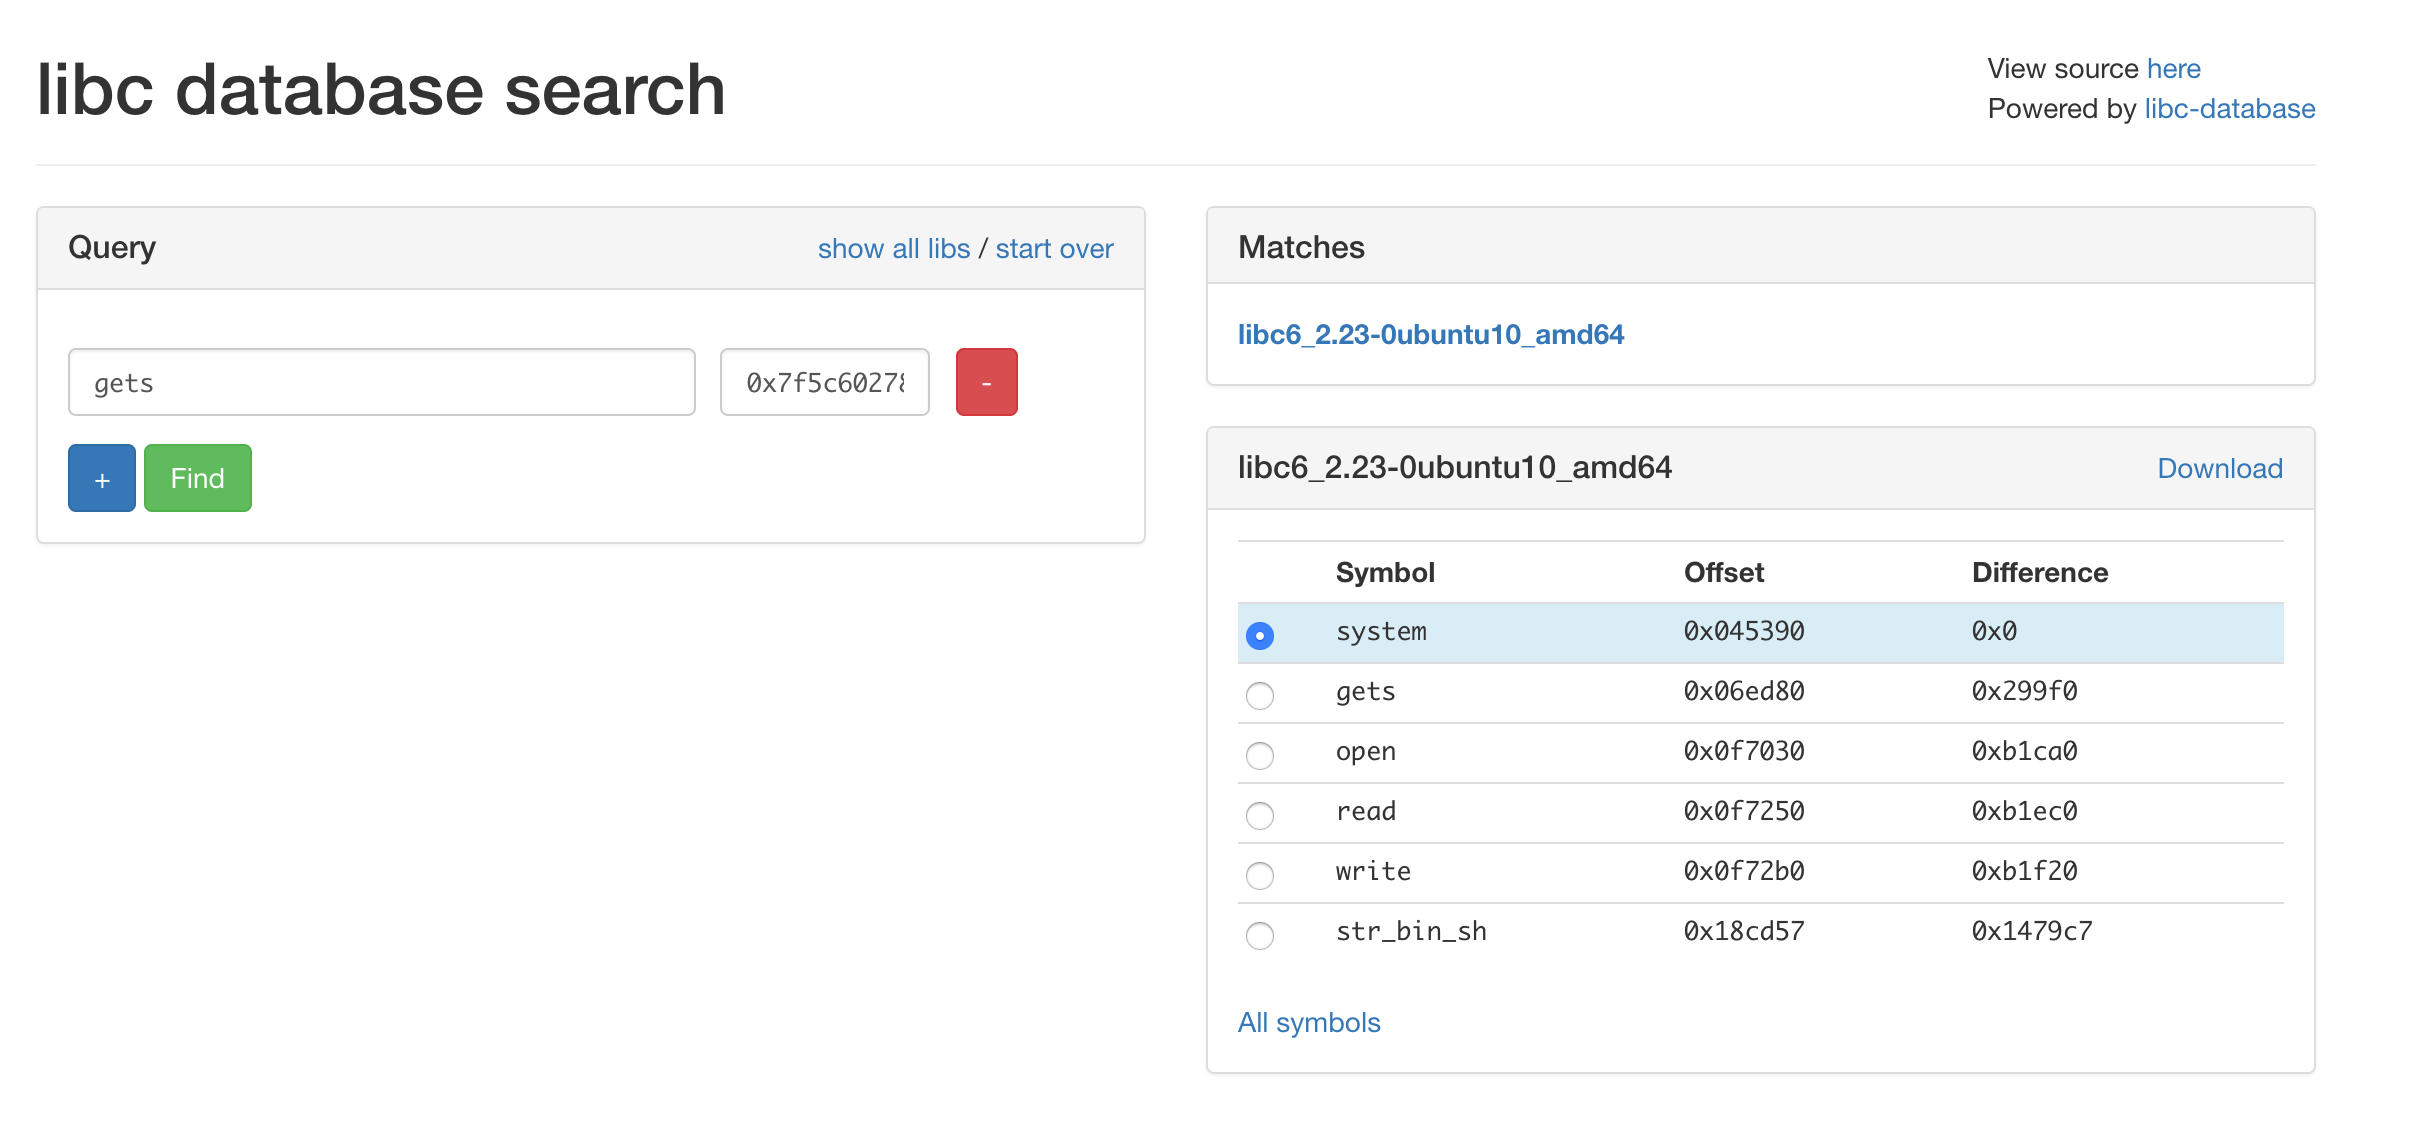 libc database search
View source here
Powered by libc-database
Query
show all libs / start over
gets
0x7f5c60278
-
+
Find
Matches
libc6_2.23-0ubuntu10_amd64
libc6_2.23-0ubuntu10_amd64
Download
Symbol Offset Difference
system 0x045390 0x0
gets 0x06ed80 0x299f0
open 0x0f7030 0xb1ca0
read 0x0f7250 0xb1ec0
write 0x0f72b0 0xb1f20
str_bin_sh 0x18cd57 0x1479c7
All symbols